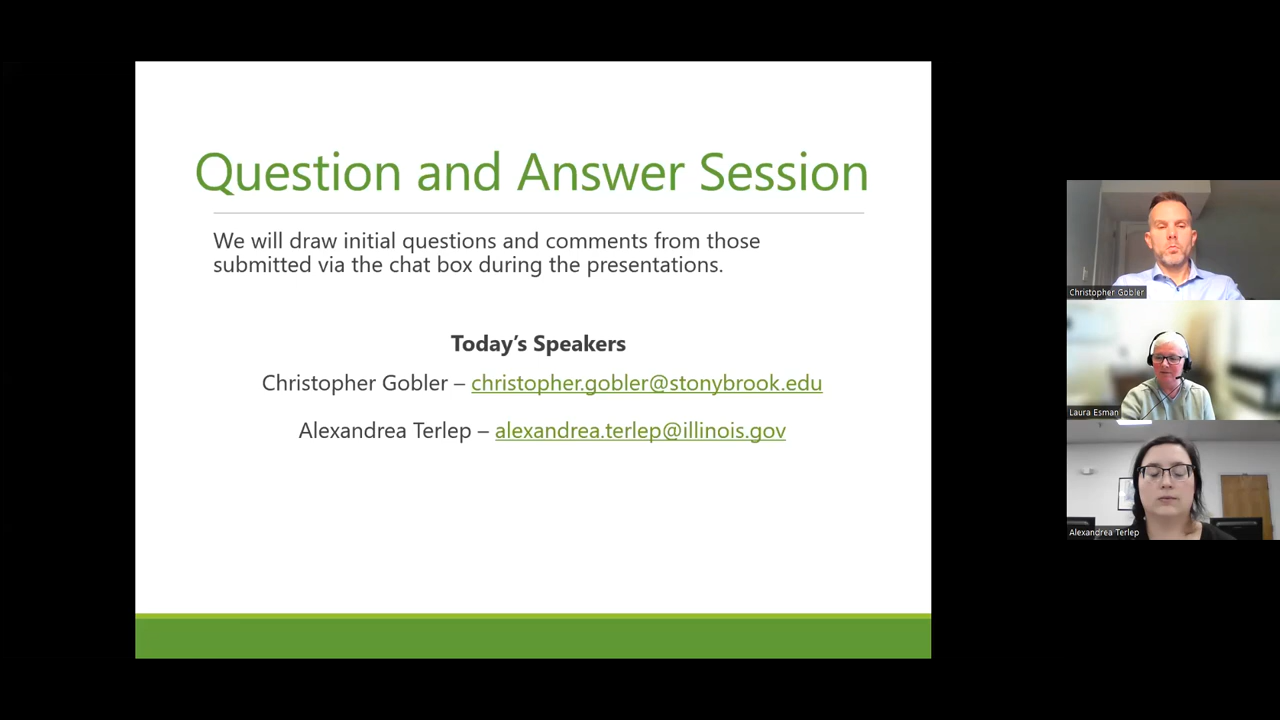 Question and Answer Session
We will draw initial questions and comments from those
submitted via the chat box during the presentations.
Today's Speakers
Christopher Gobler – christopher.gobler@stonybrook.edu
Alexandrea Terlep – alexandrea.terlep@illinois.gov
Christopher Gobler
Laura Esman
Alexandrea Terlep